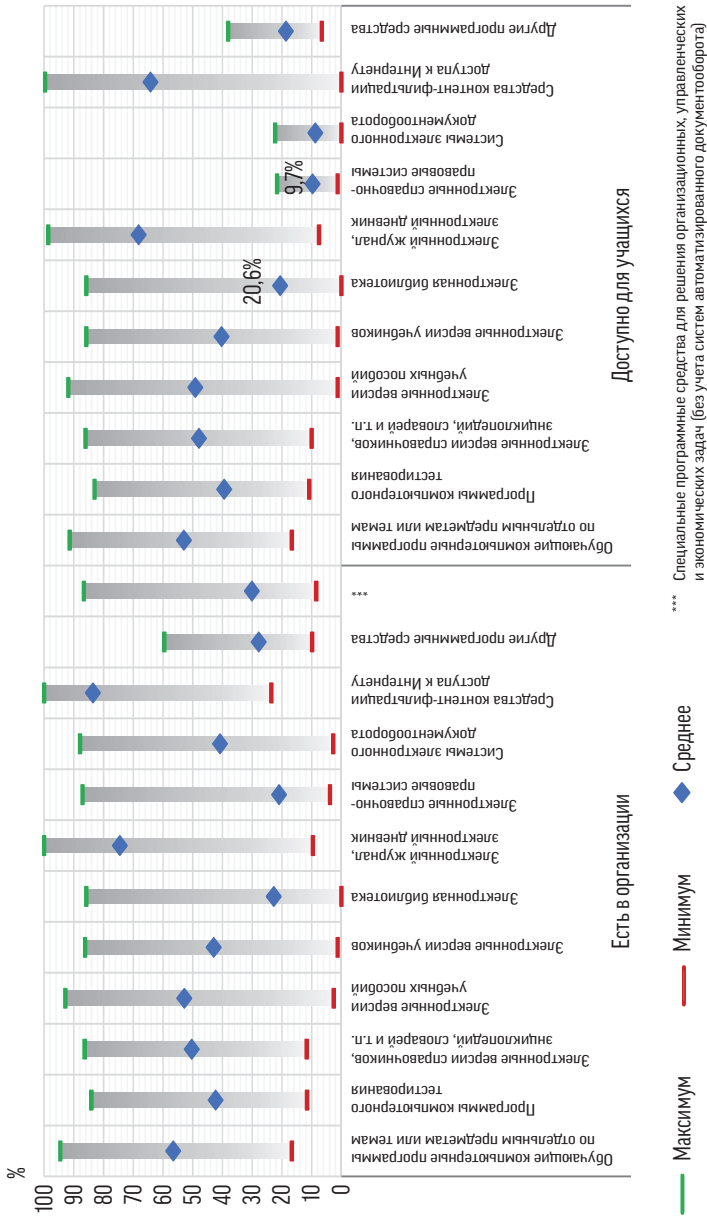 %
100
90
80
70
60
50
40
30
20
10
0
Обучающие компьютерные программы
по отдельным предметам или темам
Программы компьютерного
тестирования
Электронные версии справочников,
энциклопедий, словарей и т.п.
Электронные версии
учебных пособий
Электронные версии учебников
Электронная библиотека
Электронный журнал,
электронный дневник
Электронные справочно-
правовые системы
Системы электронного
документооборота
Средства контент-фильтрации
доступа к Интернету
Другие программные средства
***
Обучающие компьютерные программы
по отдельным предметам или темам
Программы компьютерного
тестирования
Электронные версии справочников,
энциклопедий, словарей и т.п.
Электронные версии
учебных пособий
Электронные версии учебников
20,6%
Электронная библиотека
Электронный журнал,
электронный дневник
9,7%
Электронные справочно-
правовые системы
Системы электронного
документооборота
Средства контент-фильтрации
доступа к Интернету
Другие программные средства
Есть в организации
Доступно для учащихся
Максимум
Минимум
Среднее
*** Специальные программные средства для решения организационных, управленческих
и экономических задач (без учета систем автоматизированного документооборота)